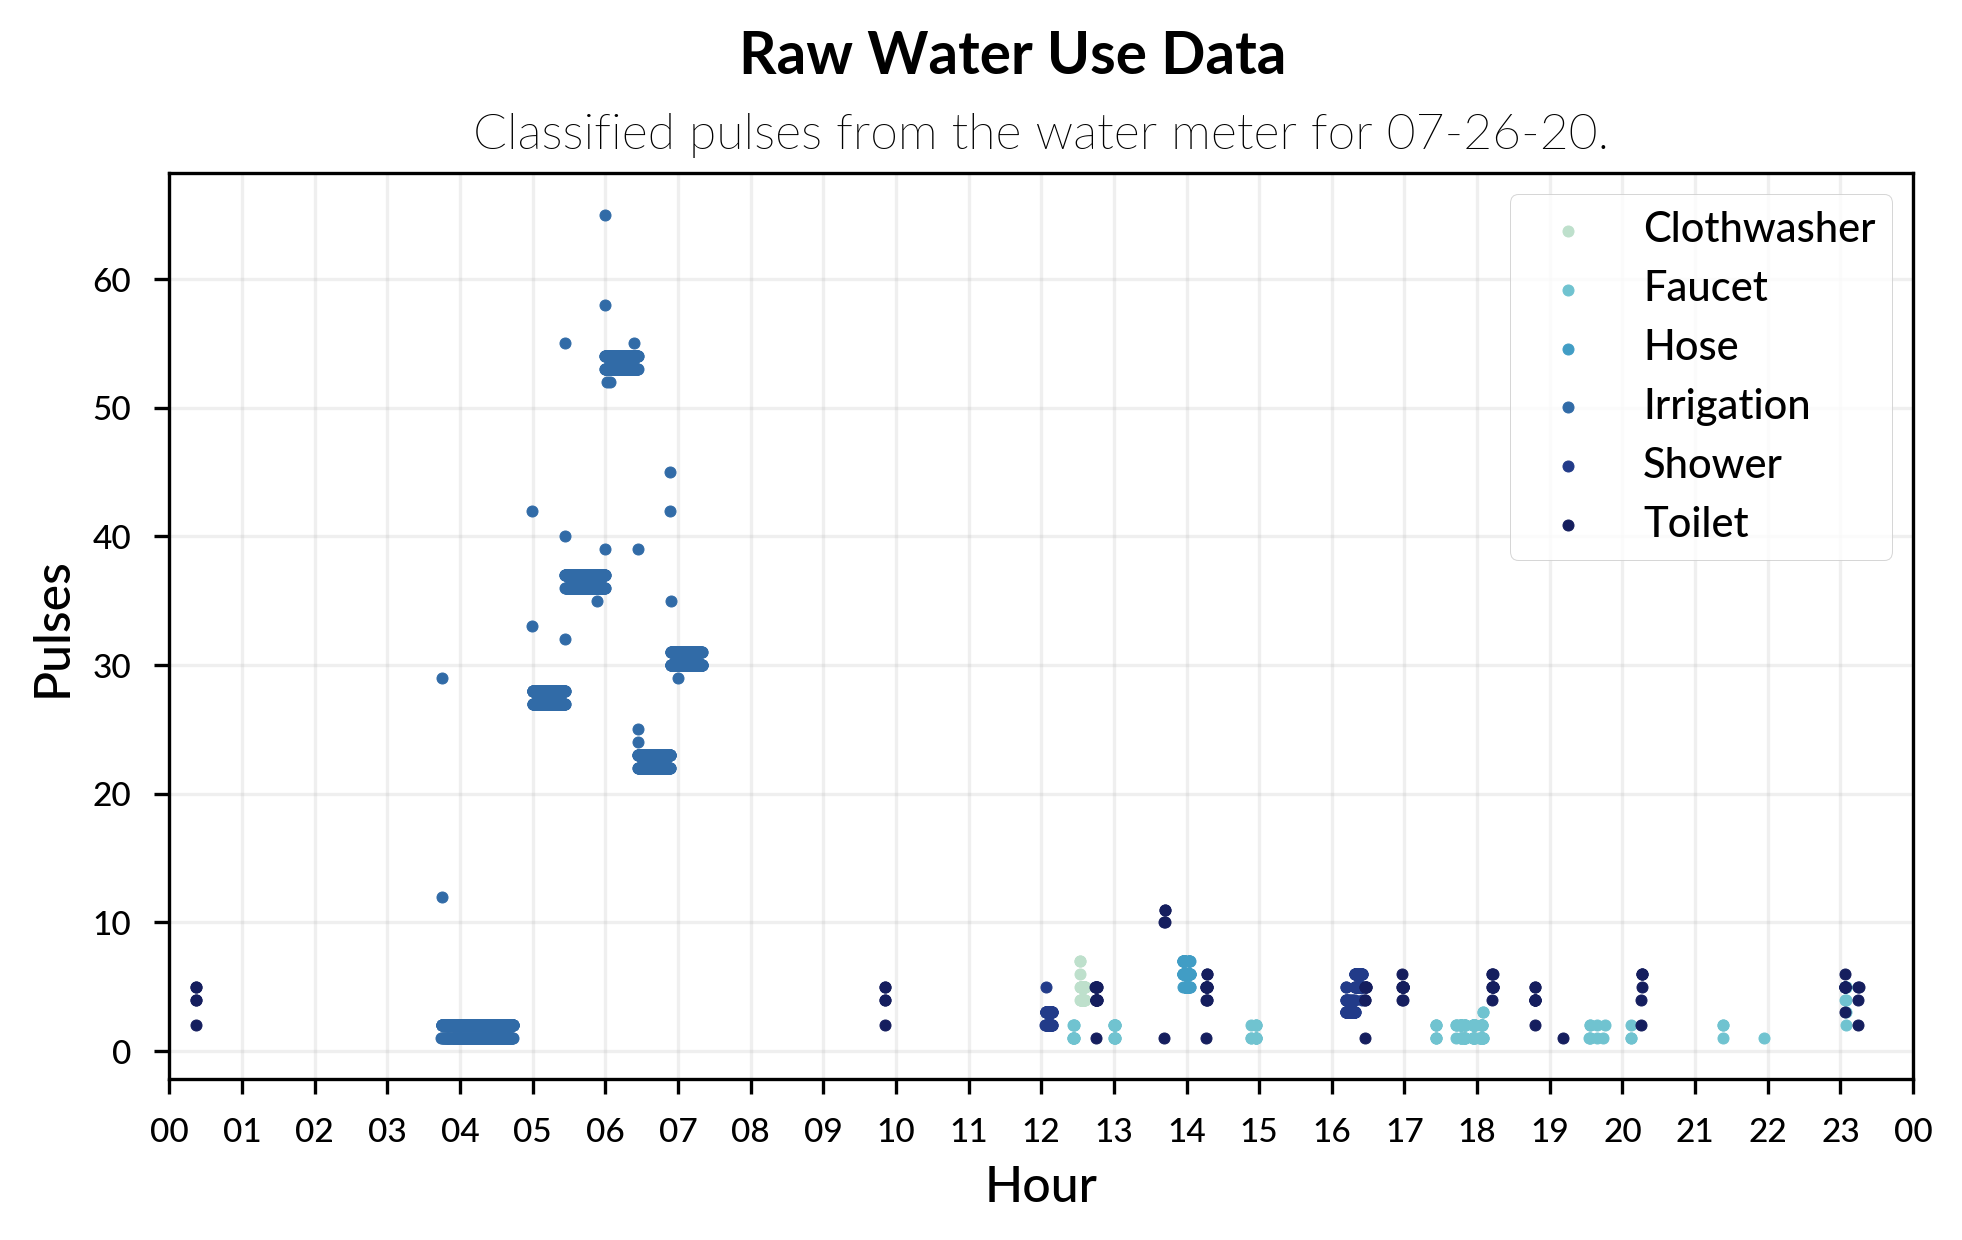 Raw Water Use Data
Classified pulses from the water meter for 07-26-20.
Clothwasher
Faucet
Hose
Irrigation
Shower
Toilet
Pulses
60
50
40
30
20
10
0
00 01 02 03 04 05 06 07 08 09 10 11 12 13 14 15 16 17 18 19 20 21 22 23 00
Hour